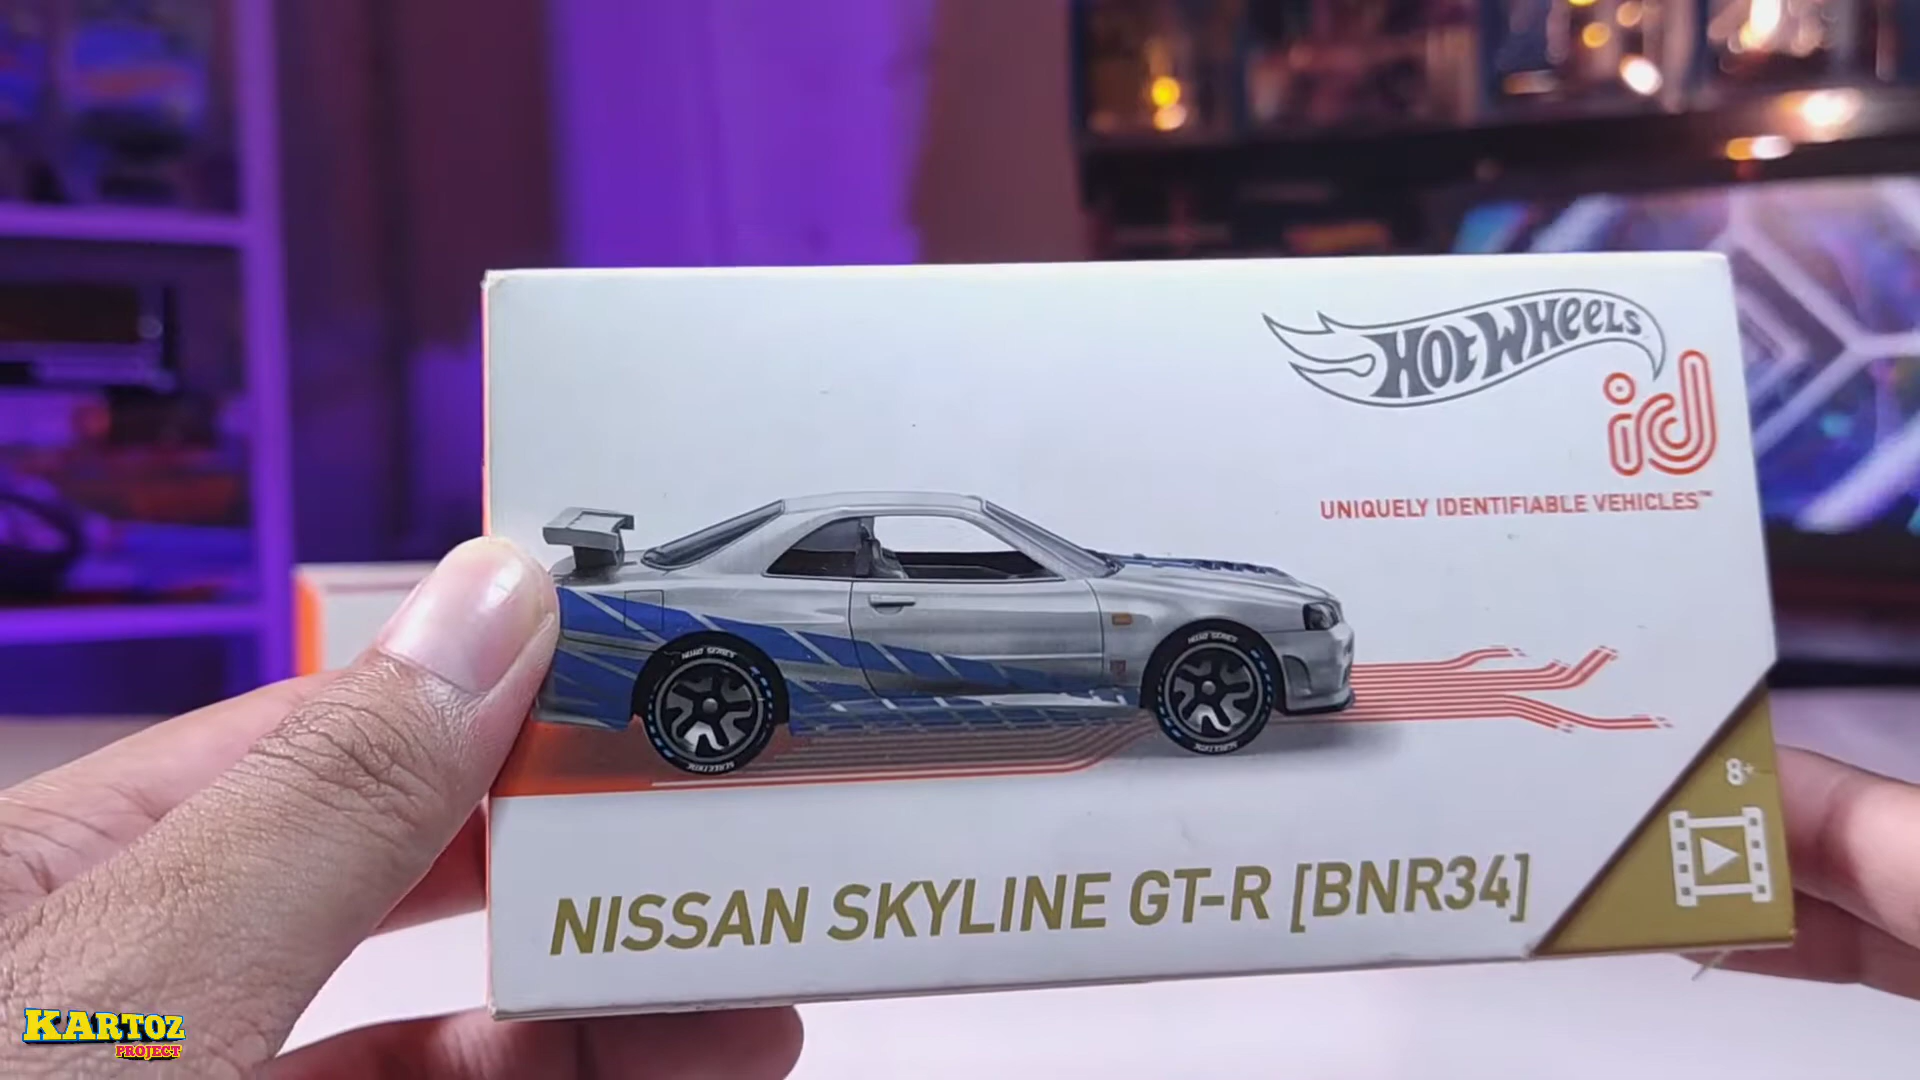 HOT WHEELS
id
UNIQUELY IDENTIFIABLE VEHICLES™
8+
NISSAN SKYLINE GT-R [BNR34]
KARTOZ
PROJECT